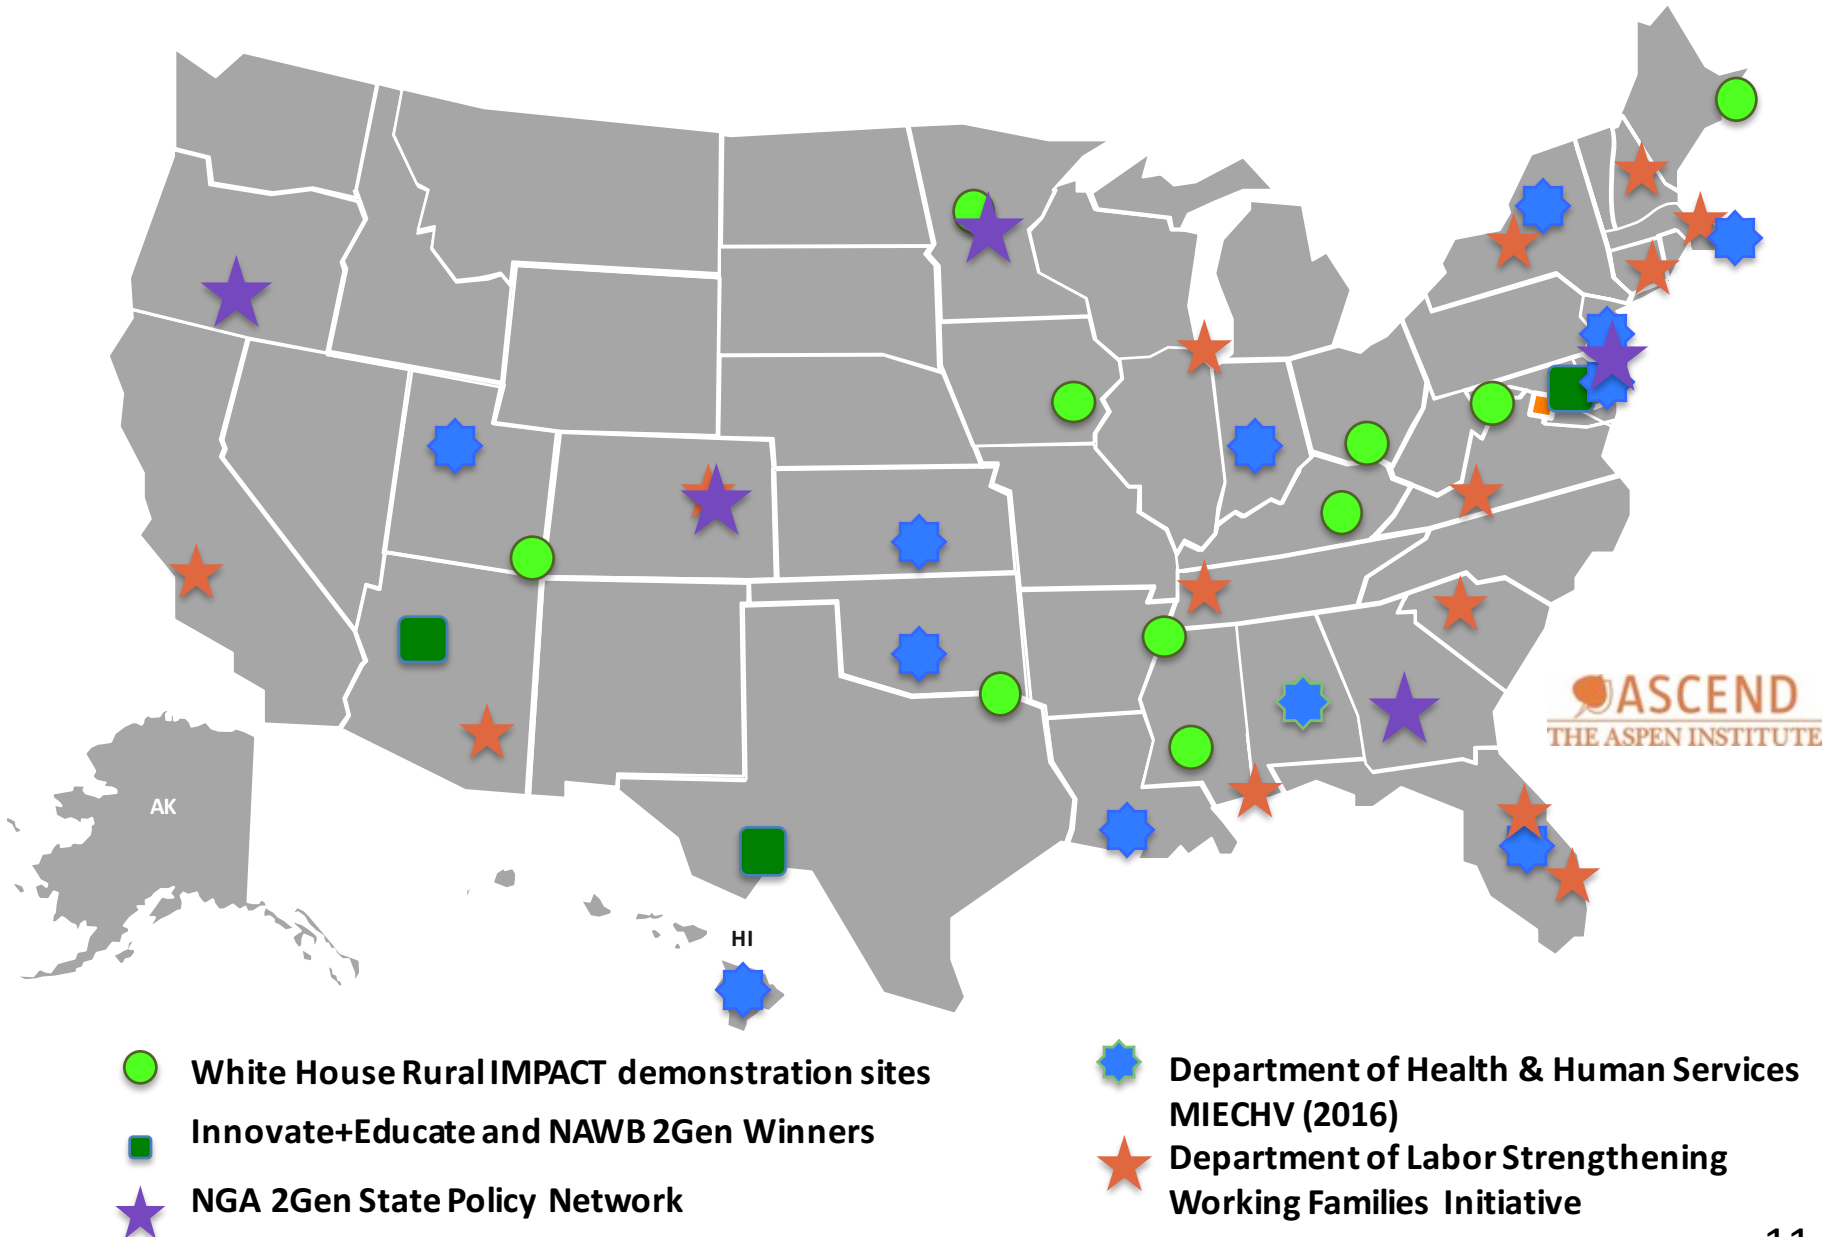 ASCEND
THE ASPEN INSTITUTE
AK
HI
White House Rural IMPACT demonstration sites
Innovate+Educate and NAWB 2Gen Winners
NGA 2Gen State Policy Network
Department of Health & Human Services
MIECHV (2016)
Department of Labor Strengthening
Working Families Initiative
11